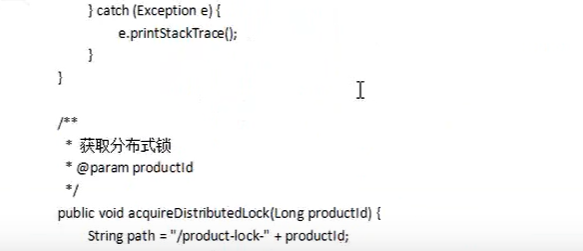 } catch (Exception e) {
e.printStackTrace();
}
}
/**
* 获取分布式锁
* @param productId
*/
public void acquireDistributedLock(Long productId) {
String path = "/product-lock-" + productId;